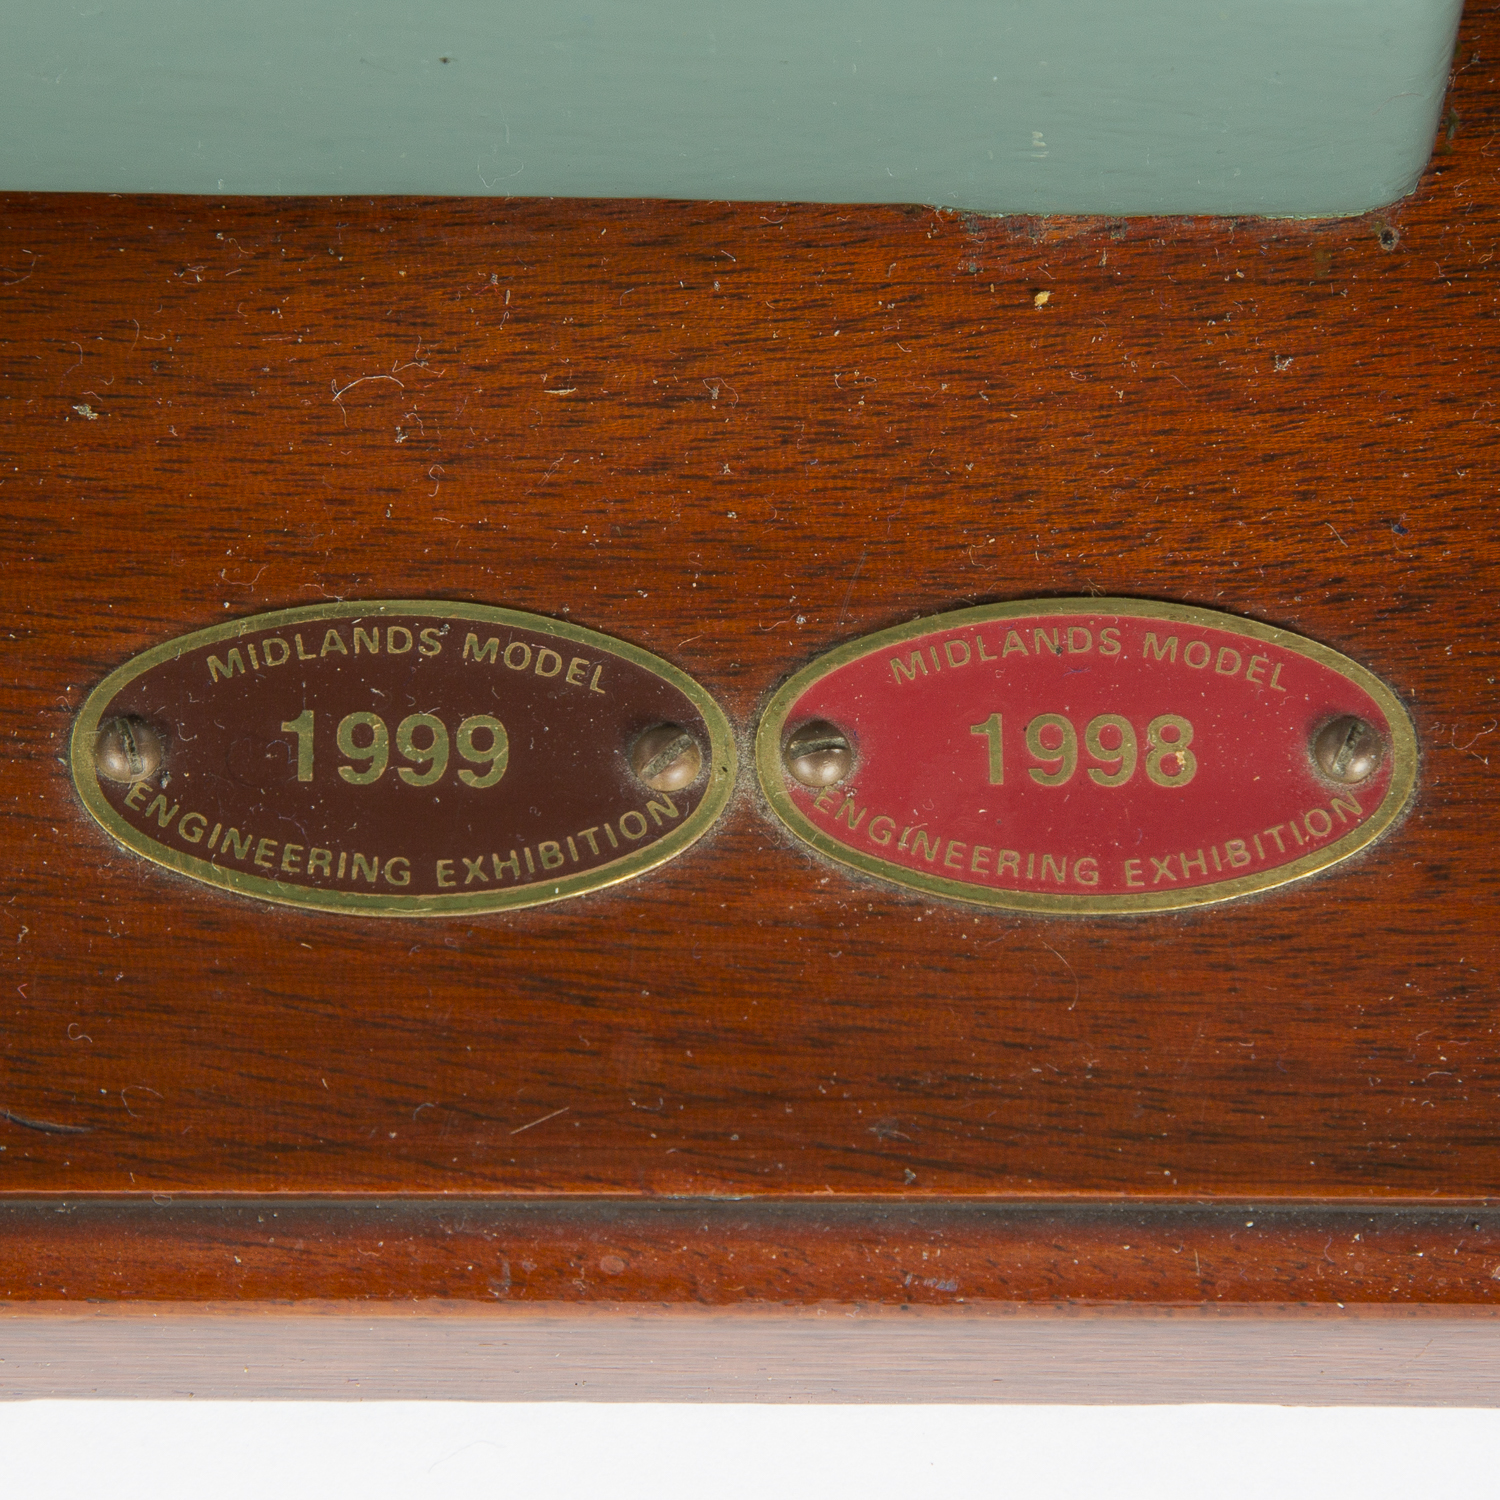 MIDLANDS MODEL
1999
ENGINEERING EXHIBITION
MIDLANDS MODEL
1998
ENGINEERING EXHIBITION